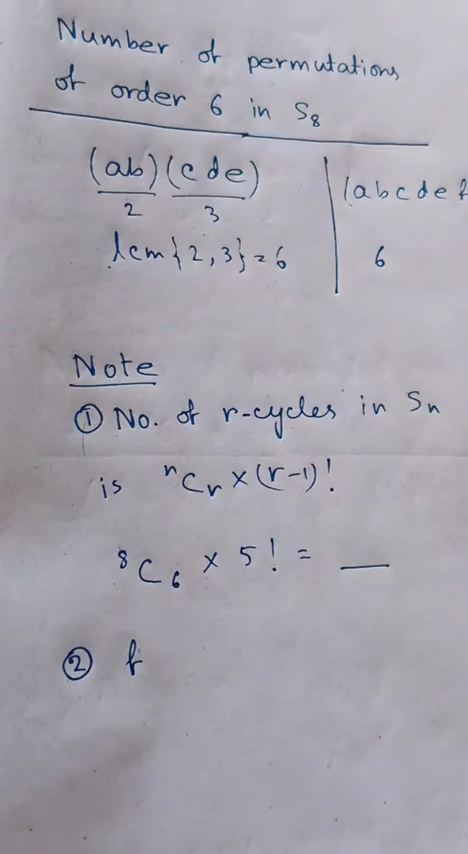 Number of permutations
of order 6 in S₈
(ab)(cde) | (abcdef
2 3
lcm{2,3}=6 6
Note
① No. of r-cycles in Sn
is ⁿCᵣ × (r-1)!
⁸C₆ × 5! = __
② f